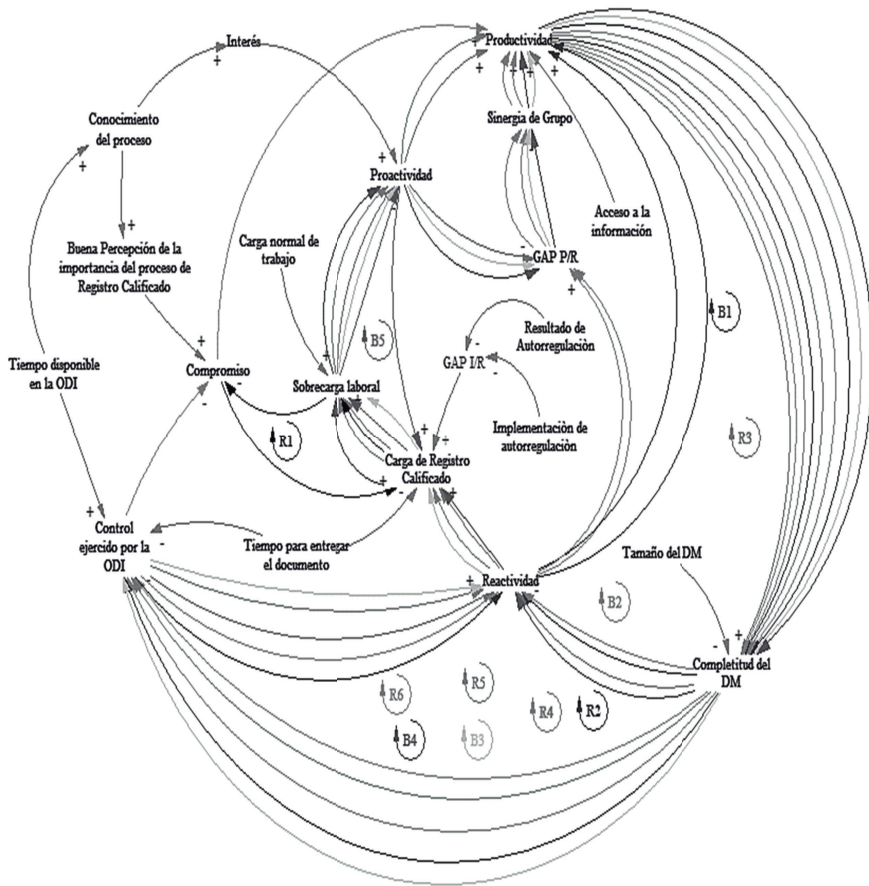 Productividad
Interés
Conocimiento
del proceso
Sinergia de Grupo
Proactividad
Acceso a la
información
Buena Percepción de la
importancia del proceso de
Registro Calificado
Carga normal de
trabajo
GAP P/R
B1
Resultado de
Autorregulaciòn
B5
GAP I/R
Tiempo disponible
en la ODI
Compromiso
Sobrecarga laboral
Implementaciòn de
autorregulaciòn
R1
R3
Carga de Registro
Calificado
Control
ejercido por la
ODI
Tiempo para entregar
el documento
Tamaño del DM
Reactividad
B2
Completitud del
DM
R6
R5
R4
R2
B4
B3